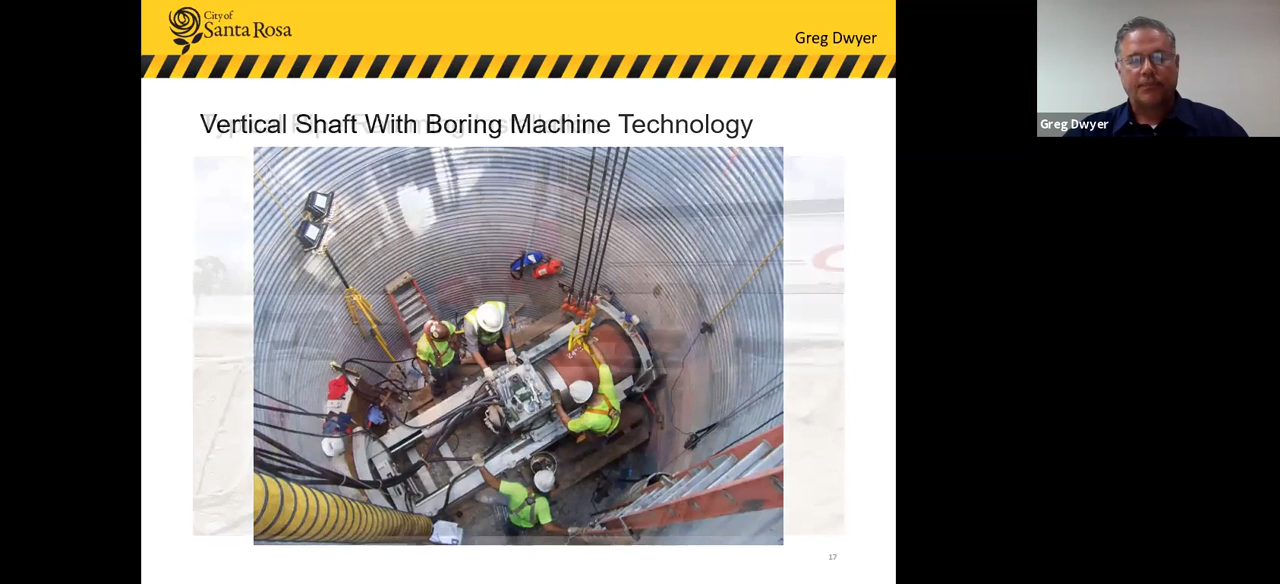 City of
Santa Rosa
Greg Dwyer
Vertical Shaft With Boring Machine Technology
Greg Dwyer
17